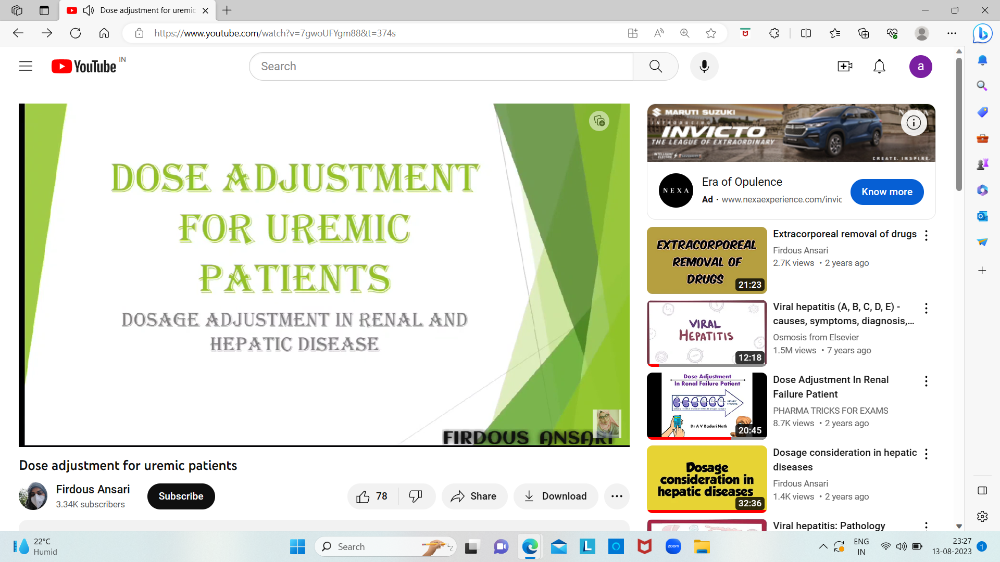 Dose adjustment for uremic
https://www.youtube.com/watch?v=7gwoUFYgm88&t=374s
YouTube IN
Search
a
DOSE ADJUSTMENT
FOR UREMIC
PATIENTS
DOSAGE ADJUSTMENT IN RENAL AND
HEPATIC DISEASE
FIRDOUS ANSARI
Dose adjustment for uremic patients
Firdous Ansari
3.34K subscribers
Subscribe
78
Share
Download
MARUTI SUZUKI
INTRODUCING
INVICTO
THE LEAGUE OF EXTRAORDINARY
CREATE. INSPIRE.
NEXA
Era of Opulence
Ad · www.nexaexperience.com/invic
Know more
EXTRACORPOREAL
REMOVAL OF
DRUGS
21:23
Extracorporeal removal of drugs
Firdous Ansari
2.7K views • 2 years ago
VIRAL
HEPATITIS
12:18
Viral hepatitis (A, B, C, D, E) -
causes, symptoms, diagnosis,...
Osmosis from Elsevier
1.5M views • 7 years ago
Dose Adjustment
In Renal Failure Patient
KIDNEY
FAILURE
Dr A V Badari Nath
20:45
Dose Adjustment In Renal
Failure Patient
PHARMA TRICKS FOR EXAMS
8.7K views • 2 years ago
Dosage
consideration in
hepatic diseases
32:36
Dosage consideration in hepatic
diseases
Firdous Ansari
1.4K views • 2 years ago
Viral hepatitis: Pathology
22°C
Humid
Search
L
zoom
ENG
IN
23:27
13-08-2023
1